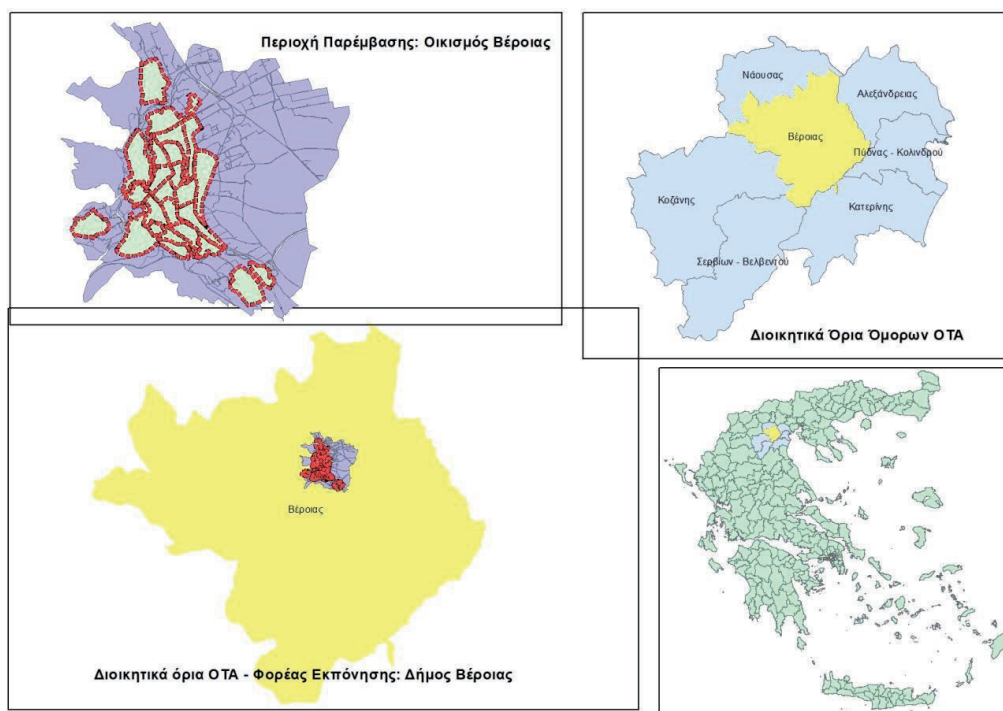 Περιοχή Παρέμβασης: Οικισμός Βέροιας
Νάουσας
Αλεξάνδρειας
Βέροιας
Πύδνας - Κολινδρού
Κοζάνης
Κατερίνης
Σερβίων - Βελβεντού
Διοικητικά Όρια Όμορων ΟΤΑ
Βέροιας
Διοικητικά όρια ΟΤΑ - Φορέας Εκπόνησης: Δήμος Βέροιας